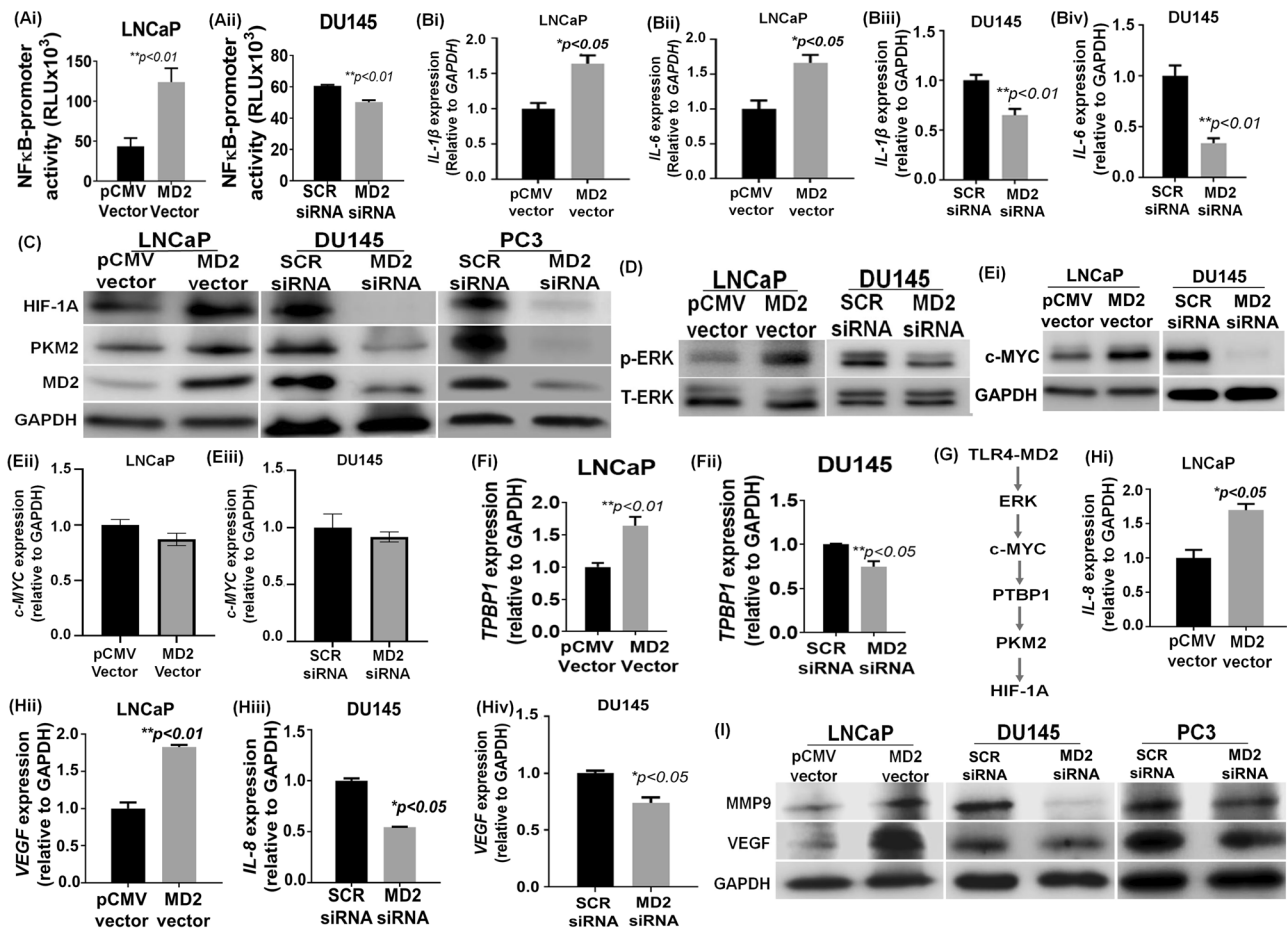 (Ai)
LNCaP
**p<0.01
NFκB-promoter
activity (RLUx10³)
150
100
50
0
pCMV
Vector
MD2
Vector
(Aii)
DU145
**p<0.01
NFκB-promoter
activity (RLUx10³)
80
60
40
20
0
SCR
siRNA
MD2
siRNA
(Bi)
LNCaP
*p<0.05
IL-1β expression
(Relative to GAPDH)
2.0
1.5
1.0
0.5
0.0
pCMV
vector
MD2
vector
(Bii)
LNCaP
*p<0.05
IL-6 expression
(Relative to GAPDH)
2.0
1.5
1.0
0.5
0.0
pCMV
vector
MD2
vector
(Biii)
DU145
**p<0.01
IL-1β expression
(Relative to GAPDH)
1.5
1.0
0.5
0.0
SCR
siRNA
MD2
siRNA
(Biv)
DU145
**p<0.01
IL-6 expression
(Relative to GAPDH)
1.5
1.0
0.5
0.0
SCR
siRNA
MD2
siRNA
(C)
LNCaP
DU145
PC3
pCMV
vector
MD2
vector
SCR
siRNA
MD2
siRNA
SCR
siRNA
MD2
siRNA
HIF-1A
PKM2
MD2
GAPDH
(D)
LNCaP
DU145
pCMV
vector
MD2
vector
SCR
siRNA
MD2
siRNA
p-ERK
T-ERK
(Ei)
LNCaP
DU145
pCMV
vector
MD2
vector
SCR
siRNA
MD2
siRNA
c-MYC
GAPDH
(Eii)
LNCaP
c-MYC expression
(relative to GAPDH)
1.5
1.0
0.5
0.0
pCMV
Vector
MD2
Vector
(Eiii)
DU145
c-MYC expression
(relative to GAPDH)
1.5
1.0
0.5
0.0
SCR
siRNA
MD2
siRNA
(Fi)
LNCaP
**p<0.01
TPBP1 expression
(relative to GAPDH)
2.0
1.5
1.0
0.5
0.0
pCMV
Vector
MD2
Vector
(Fii)
DU145
**p<0.05
TPBP1 expression
(relative to GAPDH)
1.5
1.0
0.5
0.0
SCR
siRNA
MD2
siRNA
(G)
TLR4-MD2
ERK
c-MYC
PTBP1
PKM2
HIF-1A
(Hi)
LNCaP
*p<0.05
IL-8 expression
(relative to GAPDH)
2.0
1.5
1.0
0.5
0.0
pCMV
vector
MD2
vector
(Hii)
LNCaP
**p<0.01
VEGF expression
(relative to GAPDH)
2.0
1.5
1.0
0.5
0.0
pCMV
vector
MD2
vector
(Hiii)
DU145
*p<0.05
IL-8 expression
(relative to GAPDH)
1.5
1.0
0.5
0.0
SCR
siRNA
MD2
siRNA
(Hiv)
DU145
*p<0.05
VEGF expression
(relative to GAPDH)
1.5
1.0
0.5
0.0
SCR
siRNA
MD2
siRNA
(I)
LNCaP
DU145
PC3
pCMV
vector
MD2
vector
SCR
siRNA
MD2
siRNA
SCR
siRNA
MD2
siRNA
MMP9
VEGF
GAPDH